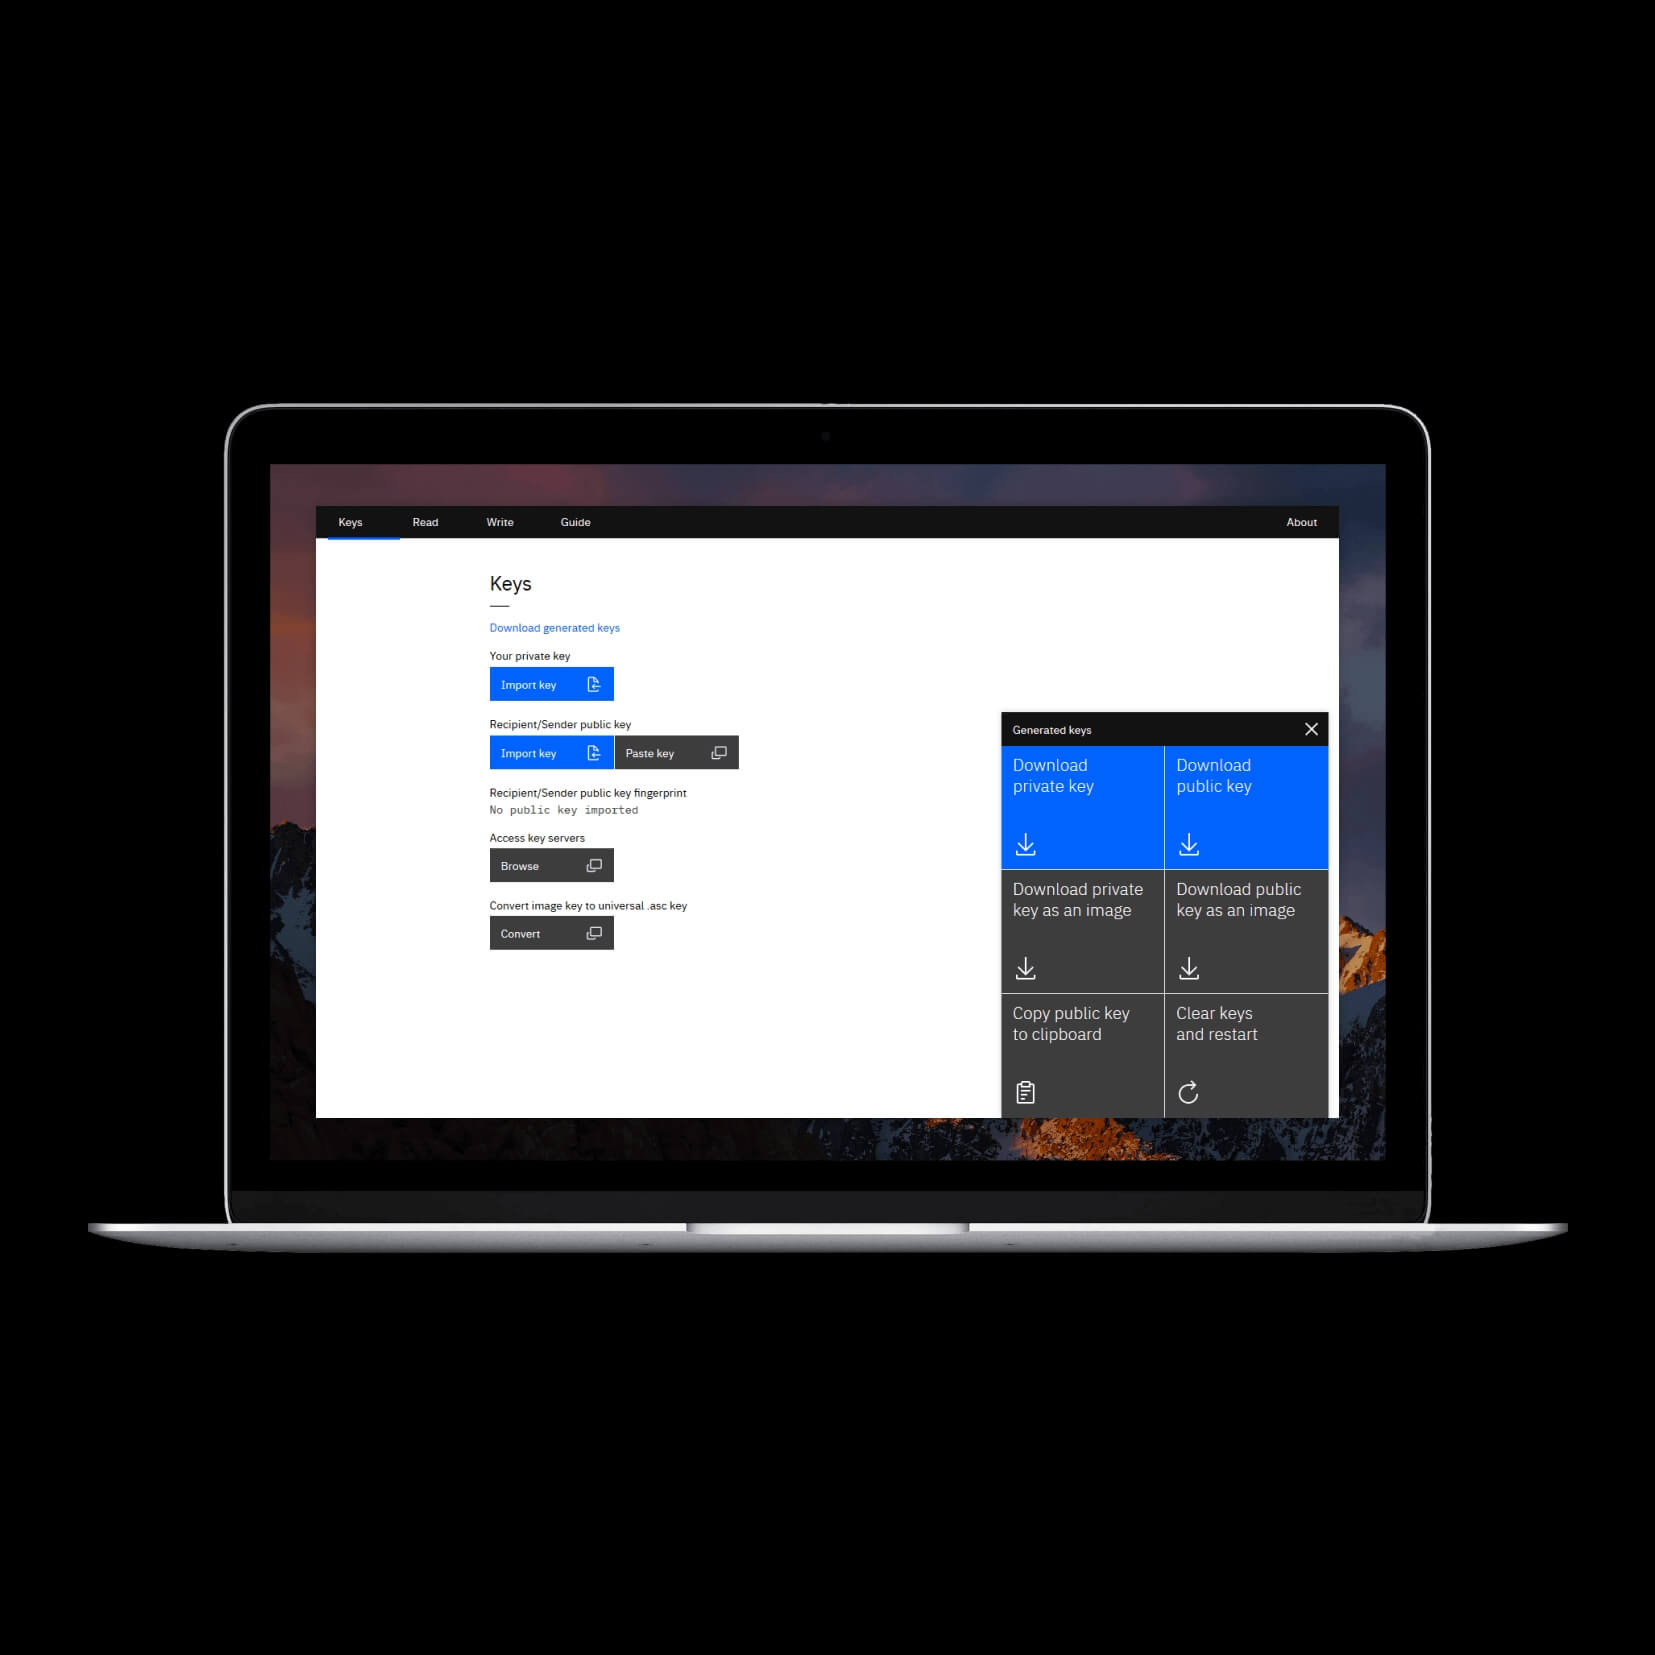 Keys
Read
Write
Guide
About
Keys
Download generated keys
Your private key
Import key
Recipient/Sender public key
Import key
Paste key
Recipient/Sender public key fingerprint
No public key imported
Access key servers
Browse
Convert image key to universal .asc key
Convert
Generated keys
Download
private key
Download
public key
Download private
key as an image
Download public
key as an image
Copy public key
to clipboard
Clear keys
and restart